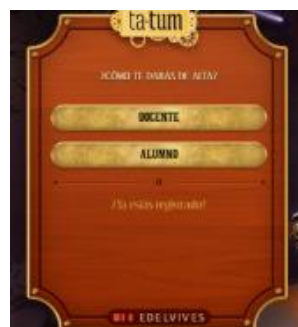 ta-tum
¿CÓMO TE DARÁS DE ALTA?
DOCENTE
ALUMNO
o
¿Ya estás registrado?
EDELVIVES